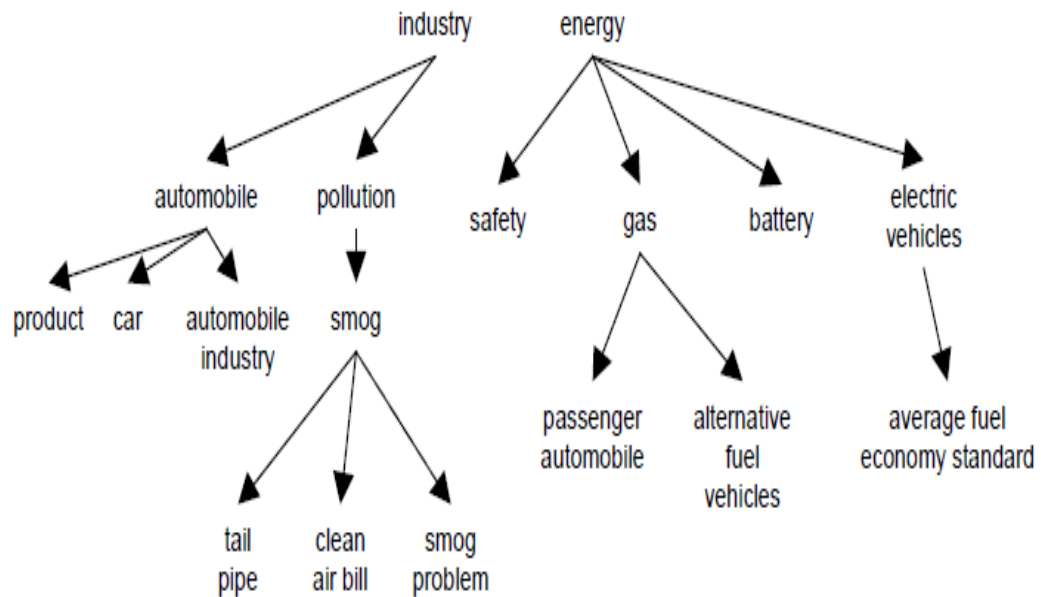 industry energy
automobile pollution safety gas battery electric
vehicles
product car automobile smog
industry
passenger alternative average fuel
automobile fuel economy standard
vehicles
tail clean smog
pipe air bill problem